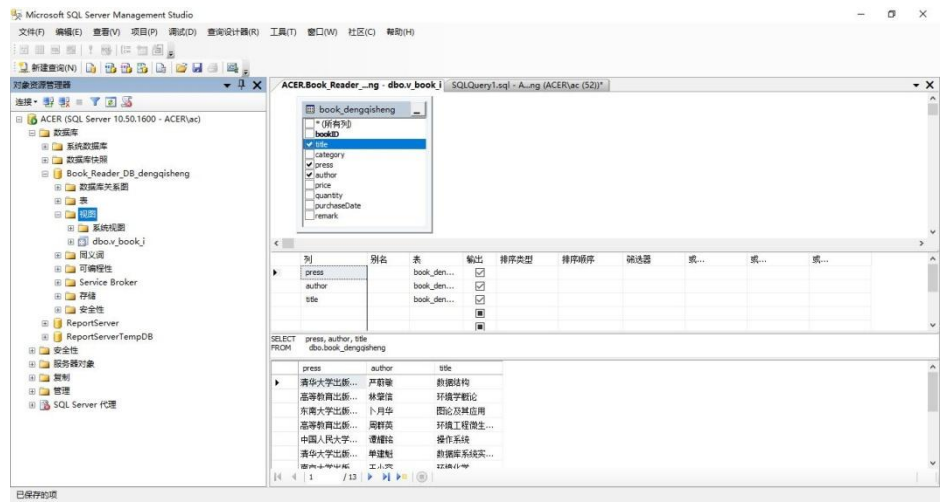 Microsoft SQL Server Management Studio
文件(F) 编辑(E) 查看(V) 项目(P) 调试(D) 查询设计器(R) 工具(T) 窗口(W) 社区(C) 帮助(H)
新建查询(N)
对象资源管理器
连接
ACER (SQL Server 10.50.1600 - ACER\ac)
数据库
系统数据库
数据库快照
Book_Reader_DB_dengqisheng
数据库关系图
表
视图
系统视图
dbo.v_book_i
同义词
可编程性
Service Broker
存储
安全性
ReportServer
ReportServerTempDB
安全性
服务器对象
复制
管理
SQL Server 代理
ACER.Book_Reader_...ng - dbo.v_book_i SQLQuery1.sql - A...ng (ACER\ac (52))*
book_dengqisheng
* (所有列)
bookID
title
category
press
author
price
quantity
purchaseDate
remark
列 别名 表 输出 排序类型 排序顺序 筛选器 或... 或... 或...
press book_den...
author book_den...
title book_den...
SELECT press, author, title
FROM dbo.book_dengqisheng
press author title
清华大学出版... 严蔚敏 数据结构
高等教育出版... 林肇信 环境学概论
东南大学出版... 卜月华 图论及其应用
高等教育出版... 周群英 环境工程微生...
中国人民大学... 谭耀铭 操作系统
清华大学出版... 单建魁 数据库系统实...
1 / 13
已保存的项